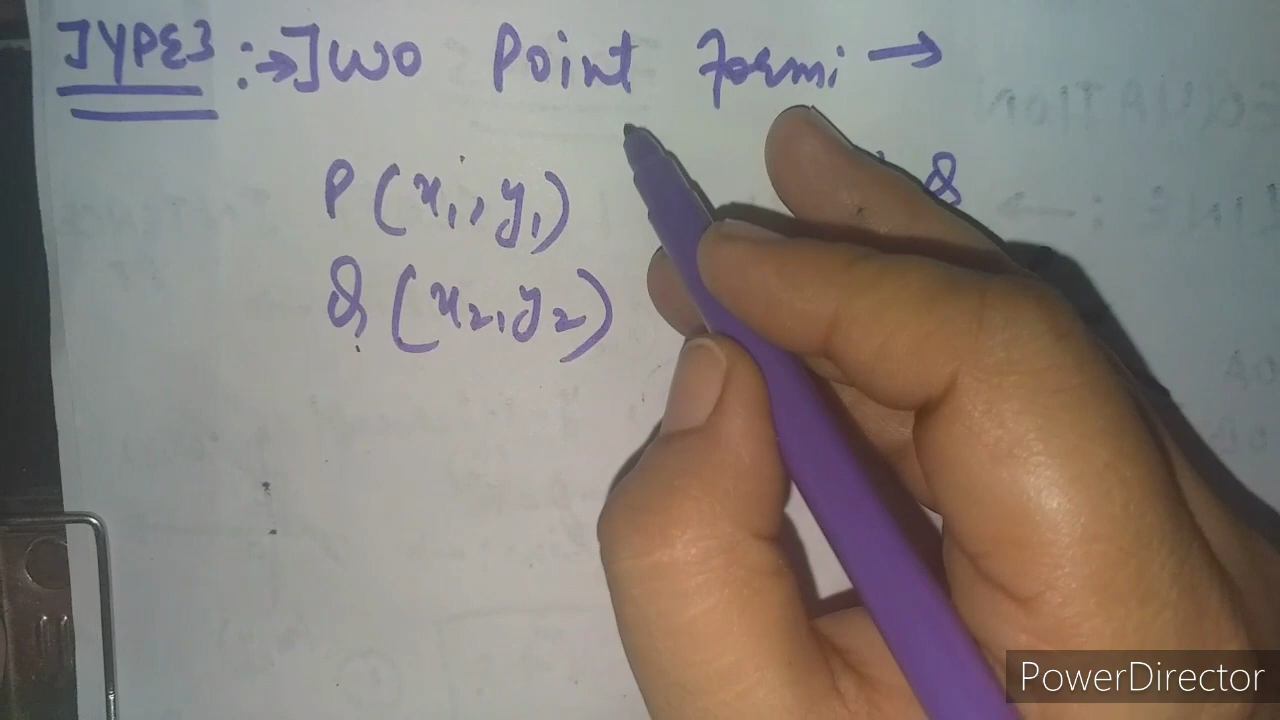 TYPE3 :→ Two Point Form: →
P(x₁, y₁) &
Q(x₂, y₂)
PowerDirector